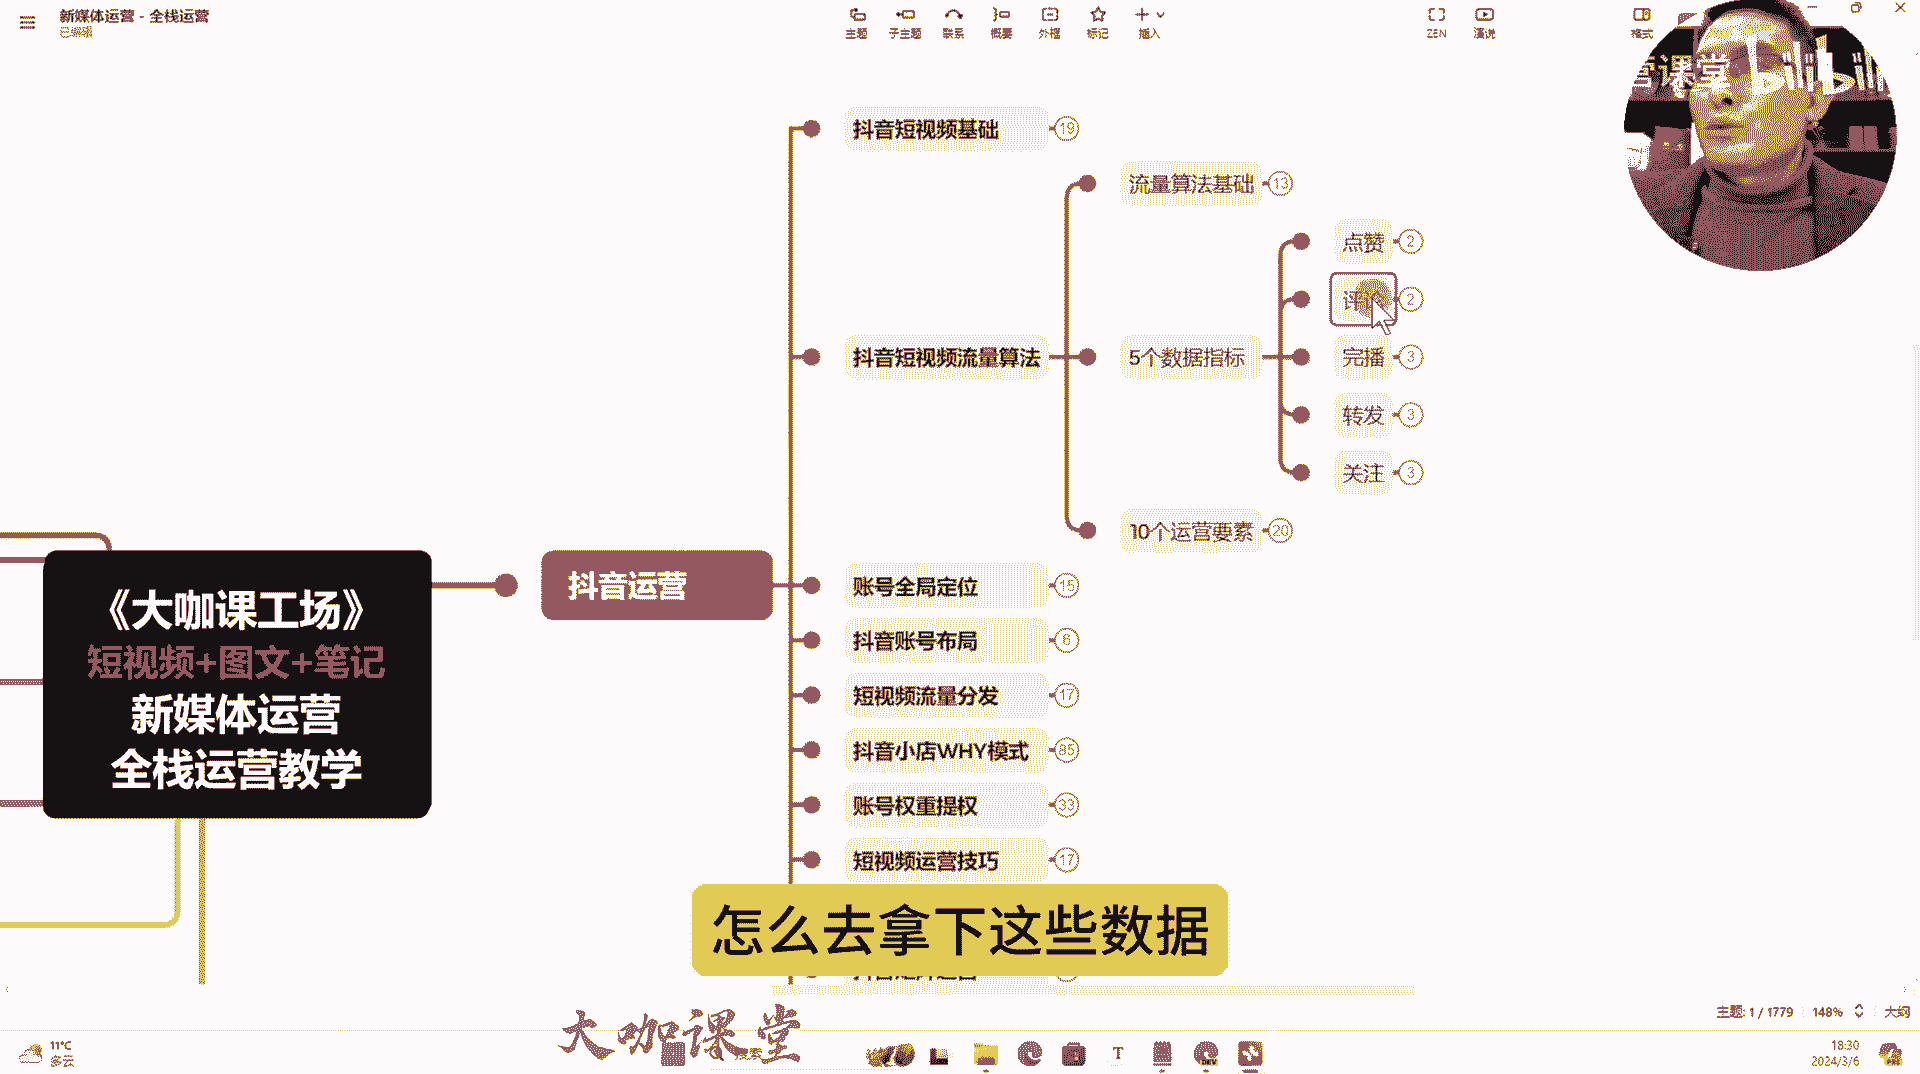 新媒体运营 - 全栈运营
已编辑
主题
子主题
联系
概要
外框
标记
插入
ZEN
演说
格式
营课堂 bilibili
抖音短视频基础 19
流量算法基础 13
点赞 2
2
抖音短视频流量算法
5个数据指标
完播 3
转发 3
关注 3
10个运营要素 20
《大咖课工场》
短视频+图文+笔记
新媒体运营
全栈运营教学
抖音运营
账号全局定位 15
抖音账号布局 6
短视频流量分发 17
抖音小店WHY模式 85
账号权重提权 33
短视频运营技巧 17
怎么去拿下这些数据
主题: 1 / 1779
148%
大纲
大咖课堂
11°C
多云
18:30
2024/3/6